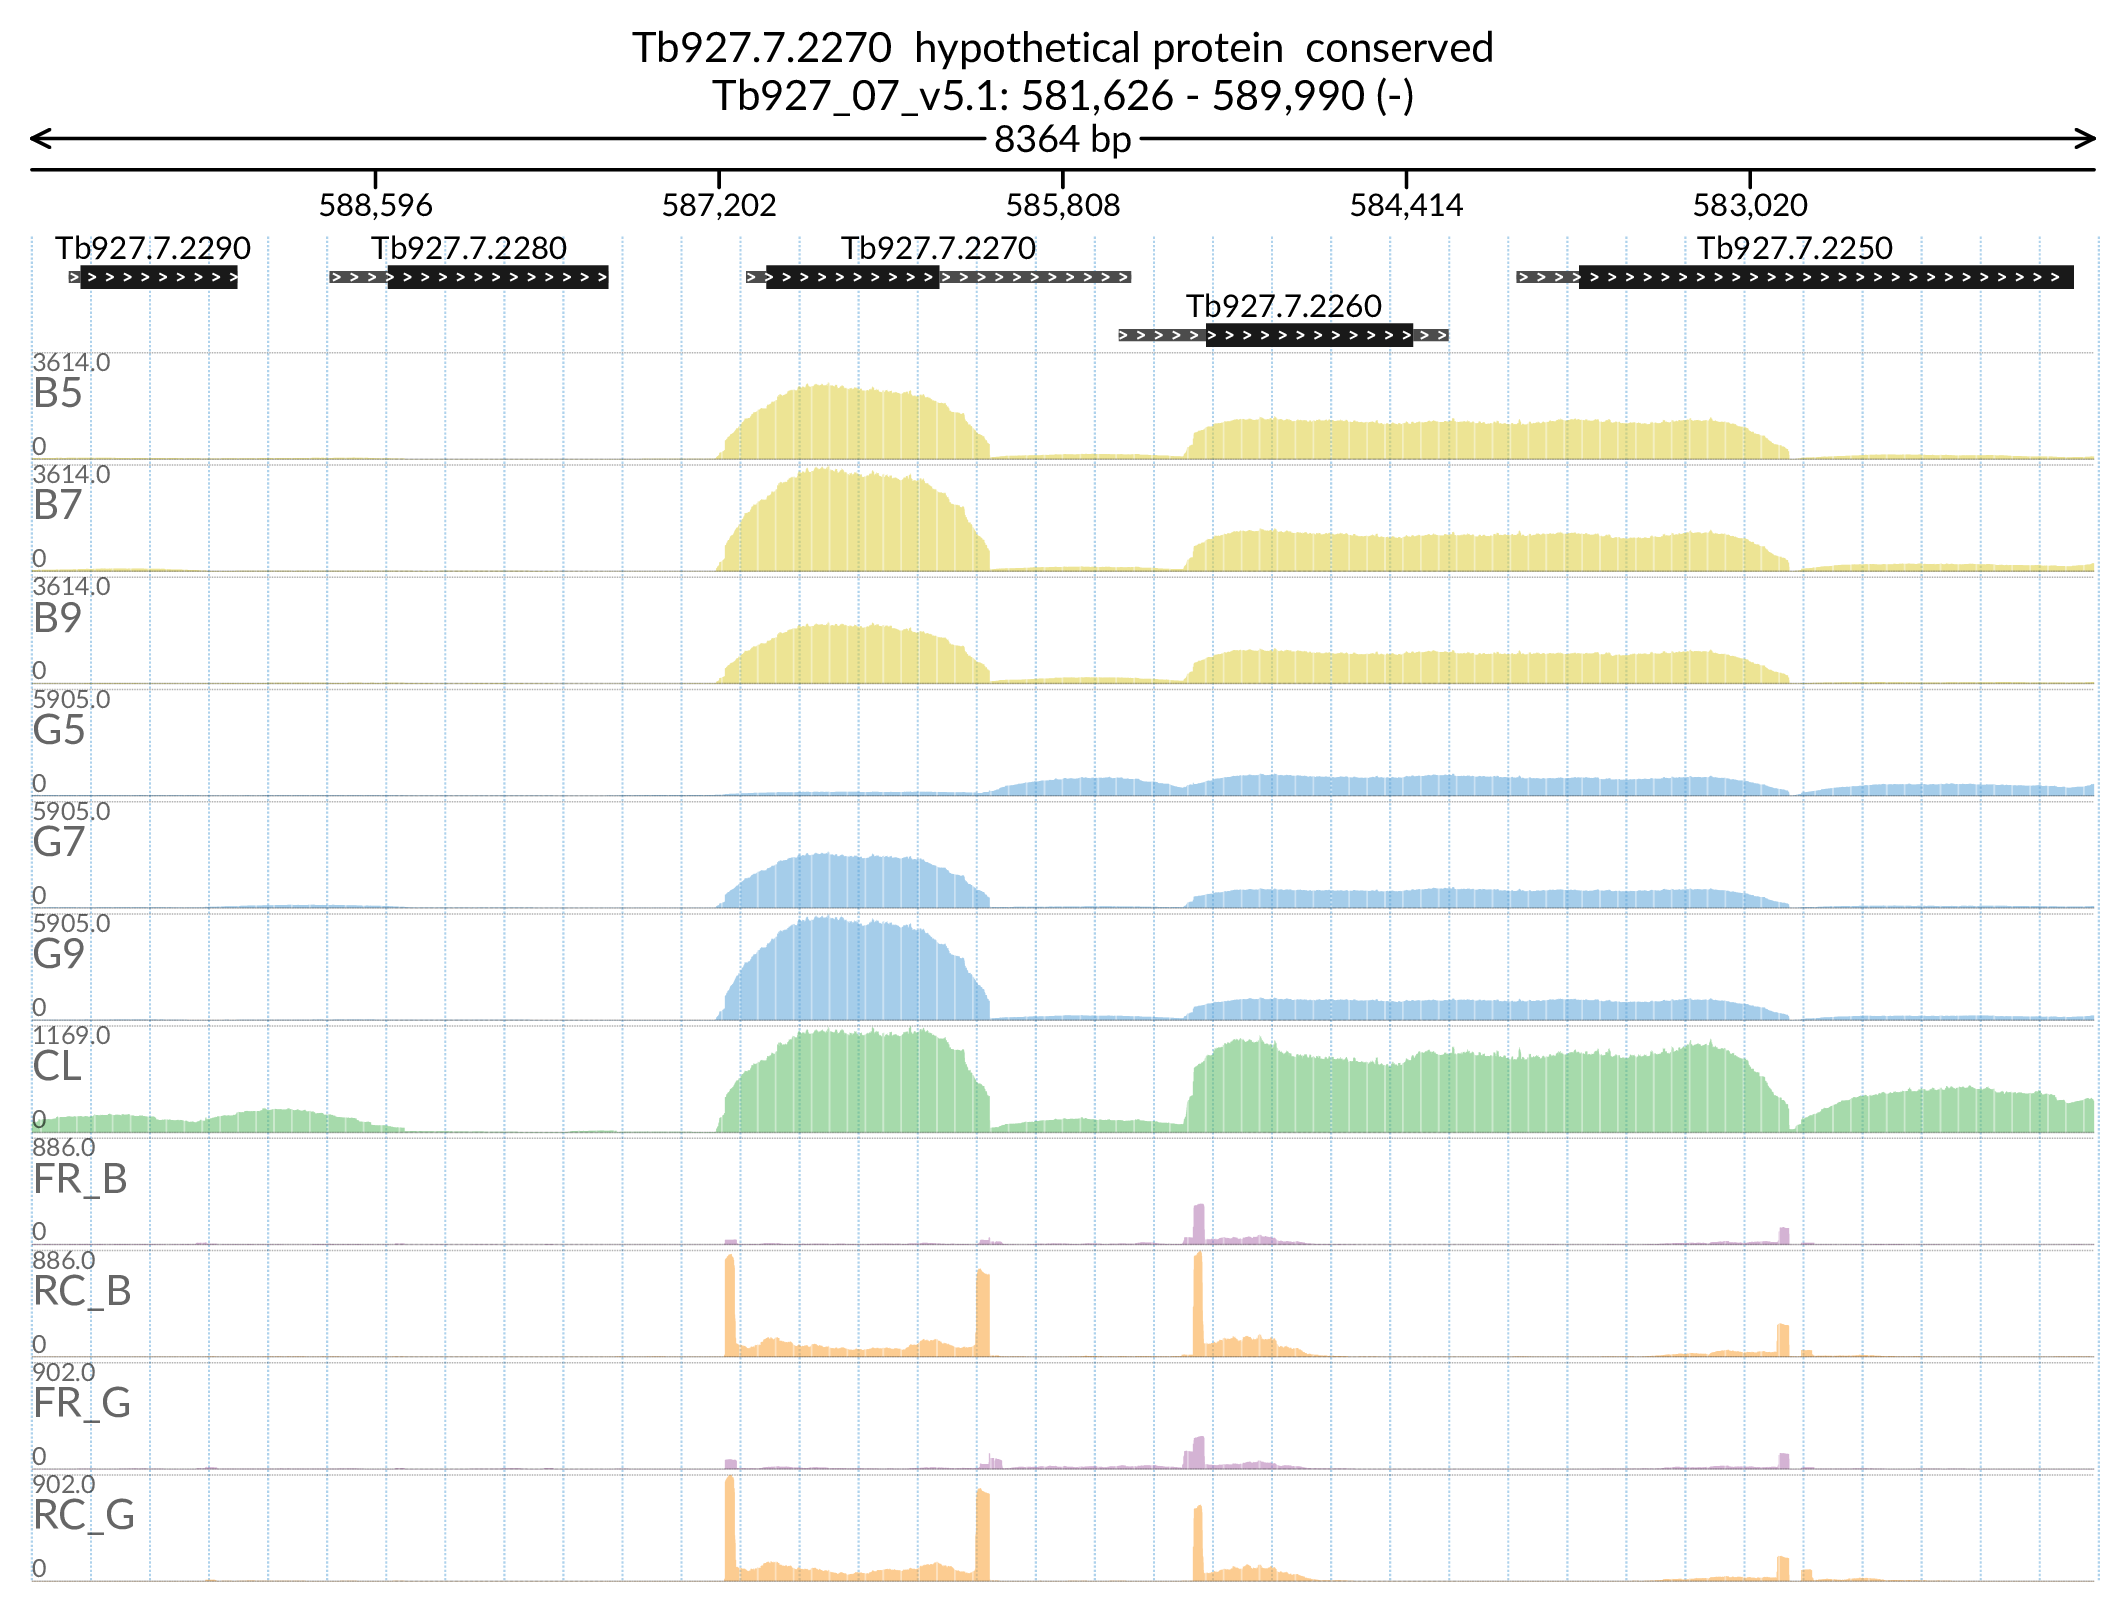 Tb927.7.2270 hypothetical protein conserved
Tb927_07_v5.1: 581,626 - 589,990 (-)
8364 bp
588,596 587,202 585,808 584,414 583,020
Tb927.7.2290 Tb927.7.2280 Tb927.7.2270 Tb927.7.2250
Tb927.7.2260
3614.0
B5
0
3614.0
B7
0
3614.0
B9
0
5905.0
G5
0
5905.0
G7
0
5905.0
G9
0
1169.0
CL
0
886.0
FR_B
0
886.0
RC_B
0
902.0
FR_G
0
902.0
RC_G
0